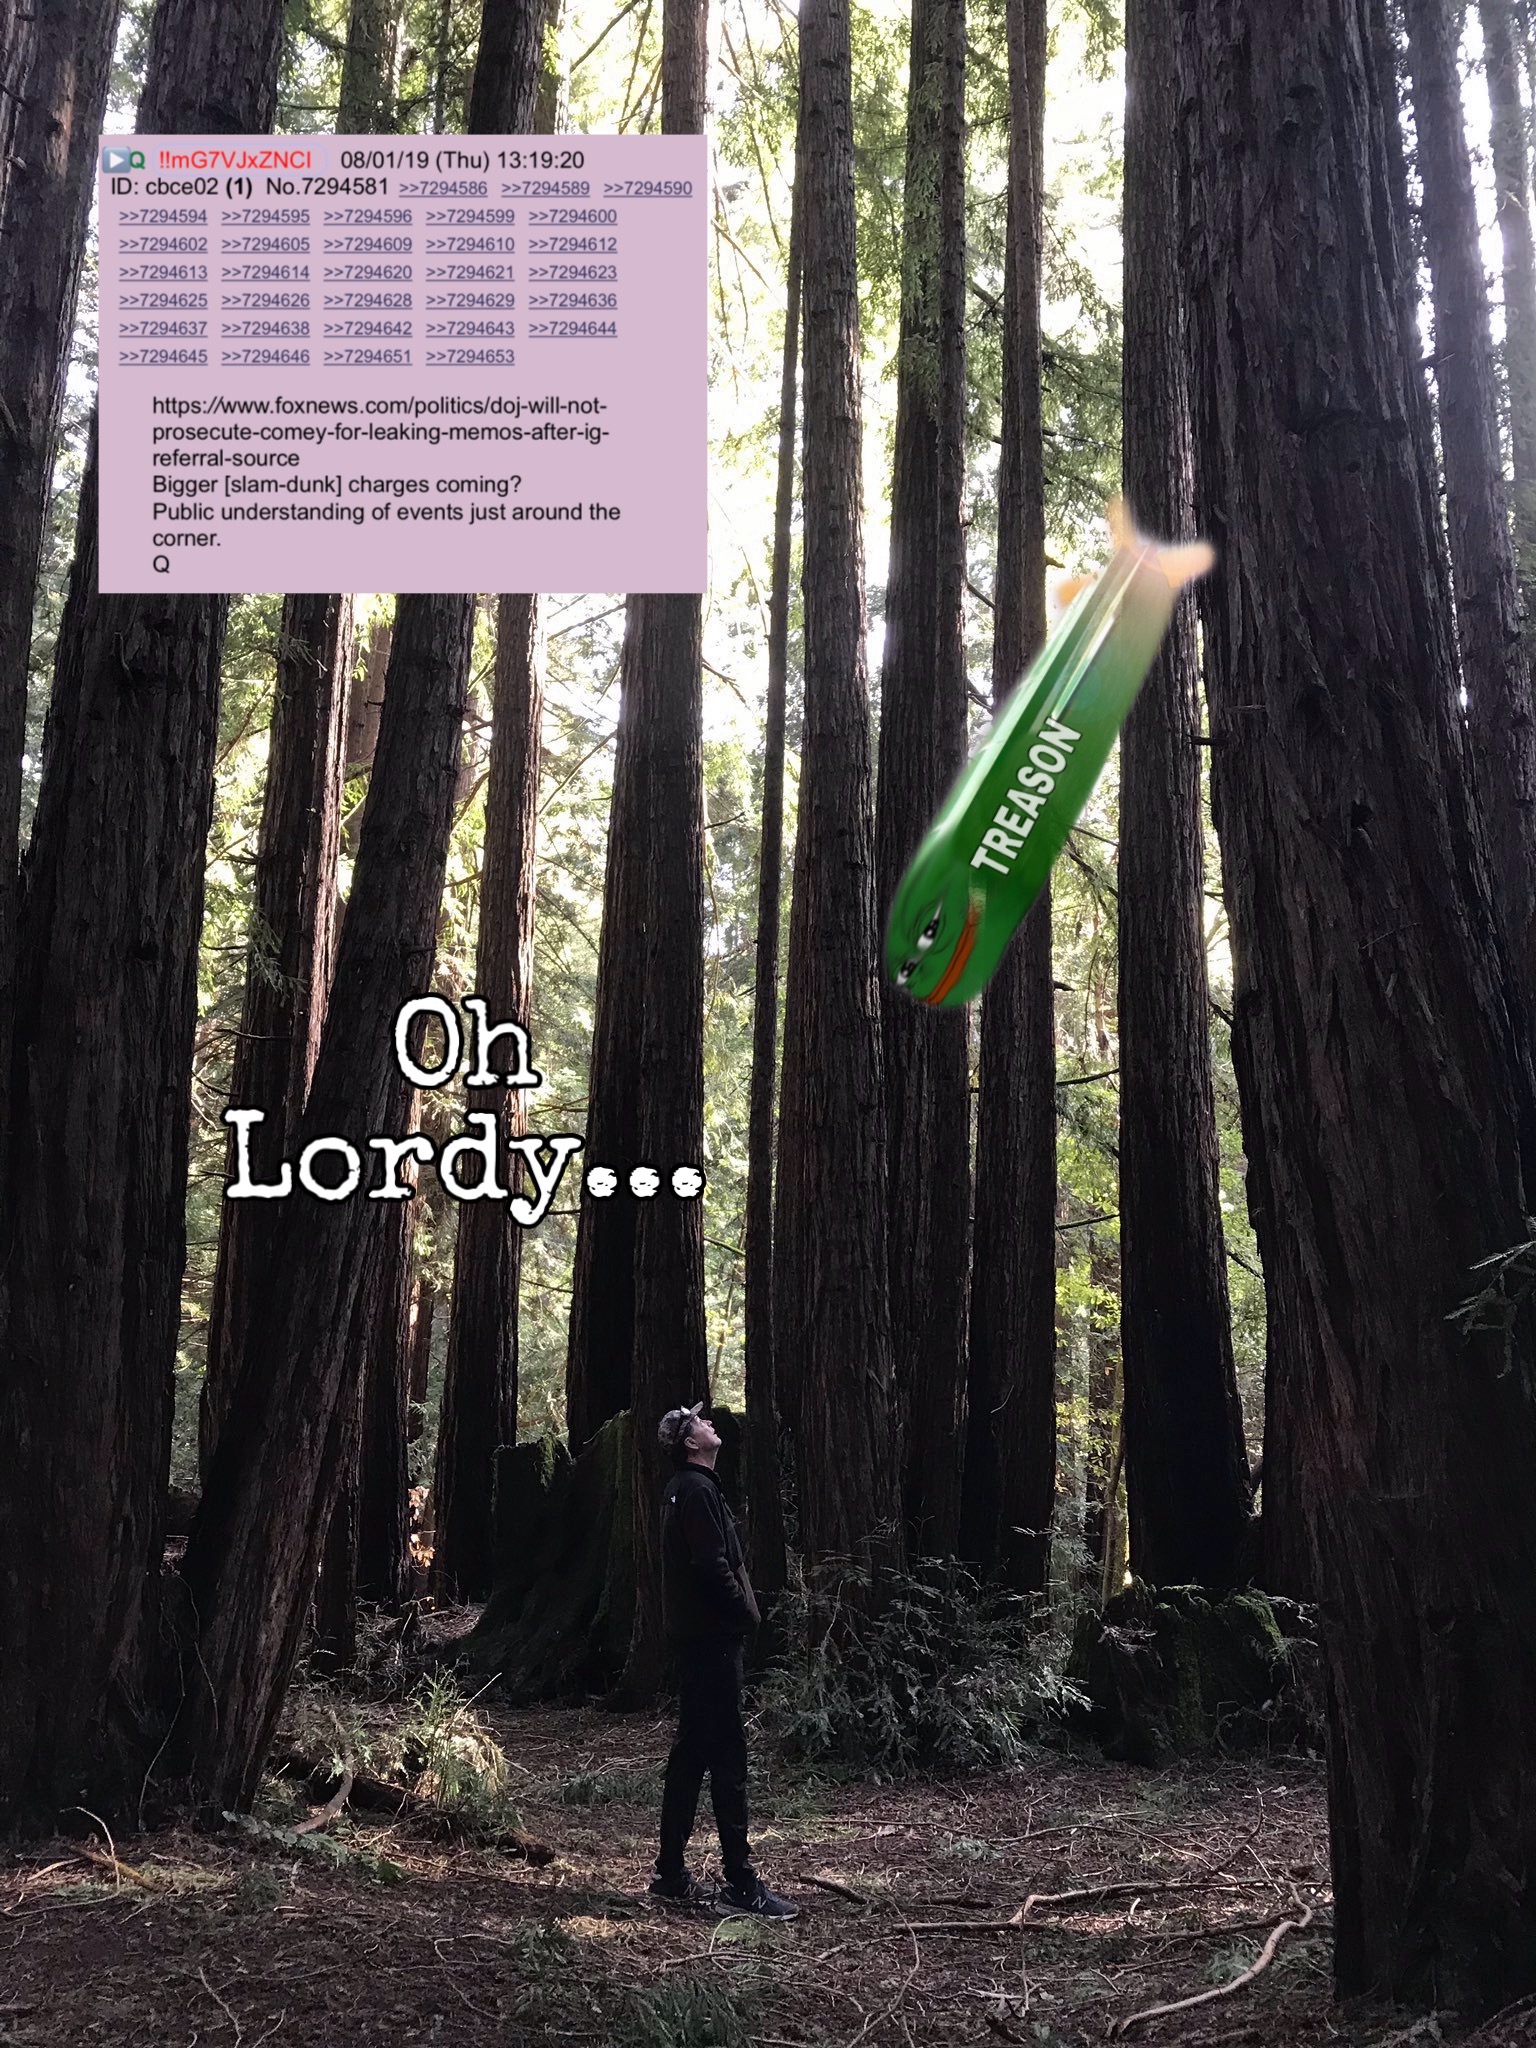 Q !!mG7VJxZNCI 08/01/19 (Thu) 13:19:20
ID: cbce02 (1) No.7294581 >>7294586 >>7294589 >>7294590
>>7294594 >>7294595 >>7294596 >>7294599 >>7294600
>>7294602 >>7294605 >>7294609 >>7294610 >>7294612
>>7294613 >>7294614 >>7294620 >>7294621 >>7294623
>>7294625 >>7294626 >>7294628 >>7294629 >>7294636
>>7294637 >>7294638 >>7294642 >>7294643 >>7294644
>>7294645 >>7294646 >>7294651 >>7294653
https://www.foxnews.com/politics/doj-will-not-
prosecute-comey-for-leaking-memos-after-ig-
referral-source
Bigger [slam-dunk] charges coming?
Public understanding of events just around the
corner.
Q
TREASON
Oh
Lordy...